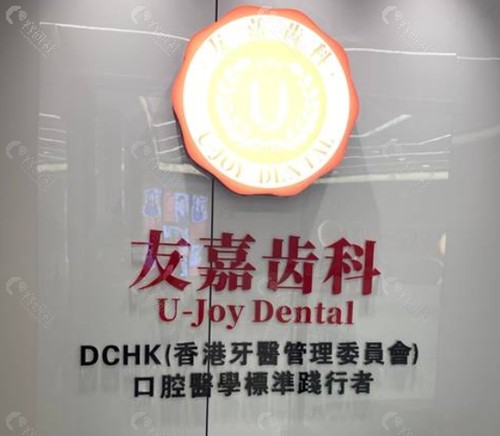 友嘉齿科
U
U-JOY DENTAL
友嘉齿科
U-Joy Dental
DCHK(香港牙醫管理委員會)
口腔醫學標準踐行者